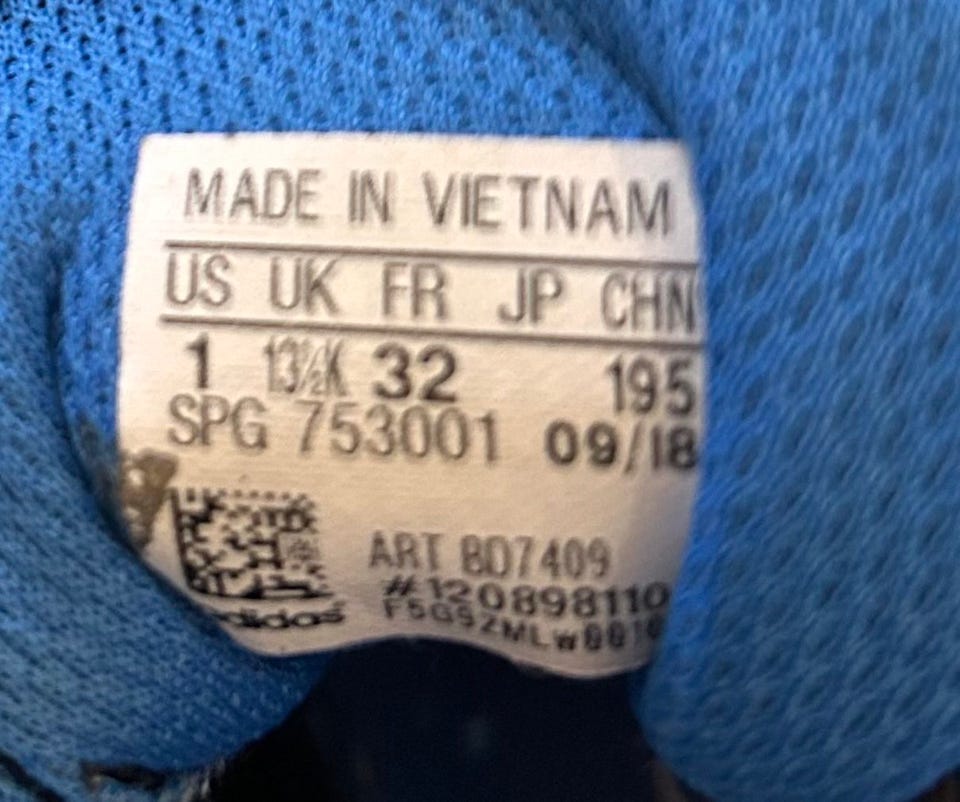 MADE IN VIETNAM
US UK FR JP CHN
1 13½K 32 195
SPG 753001 09/18
ART BD7409
#120898110
adidas